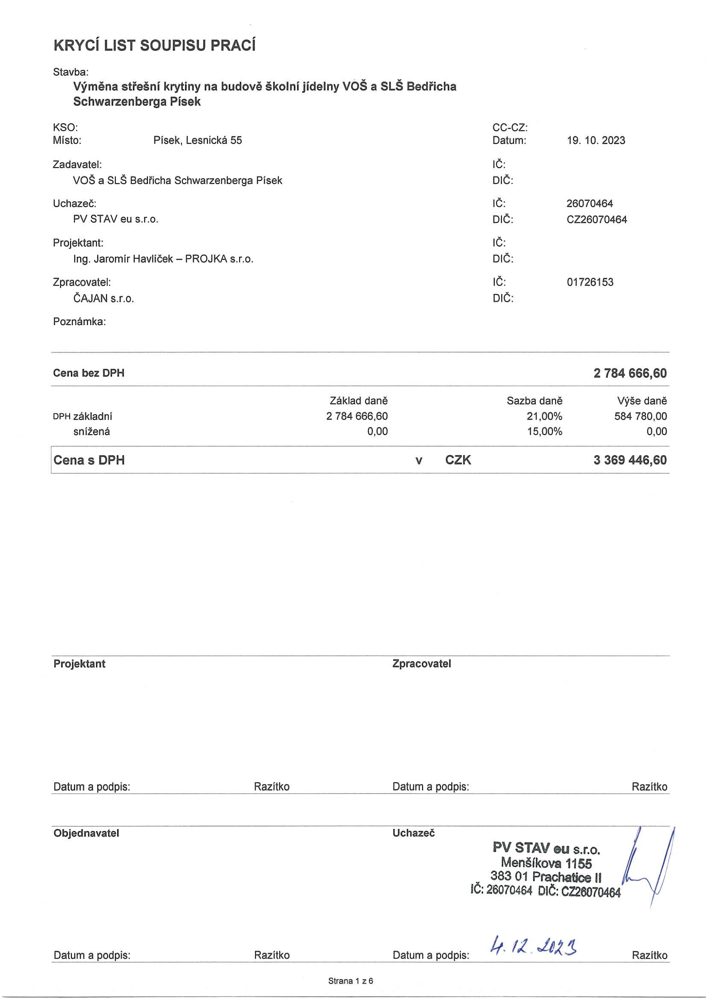 KRYCÍ LIST SOUPISU PRACÍ
Stavba:
Výměna střešní krytiny na budově školní jídelny VOŠ a SLŠ Bedřicha
Schwarzenberga Písek
KSO: CC-CZ:
Místo: Písek, Lesnická 55 Datum: 19. 10. 2023
Zadavatel: IČ:
VOŠ a SLŠ Bedřicha Schwarzenberga Písek DIČ:
Uchazeč: IČ: 26070464
PV STAV eu s.r.o. DIČ: CZ26070464
Projektant: IČ:
Ing. Jaromír Havlíček – PROJKA s.r.o. DIČ:
Zpracovatel: IČ: 01726153
ČAJAN s.r.o. DIČ:
Poznámka:
Cena bez DPH 2 784 666,60
Základ daně Sazba daně Výše daně
DPH základní 2 784 666,60 21,00% 584 780,00
snížená 0,00 15,00% 0,00
Cena s DPH v CZK 3 369 446,60
Projektant Zpracovatel
Datum a podpis: Razítko Datum a podpis: Razítko
Objednavatel Uchazeč
PV STAV eu s.r.o.
Menšíkova 1155
383 01 Prachatice II
IČ: 26070464 DIČ: CZ26070464
Datum a podpis: Razítko Datum a podpis: 4. 12. 2023 Razítko
Strana 1 z 6